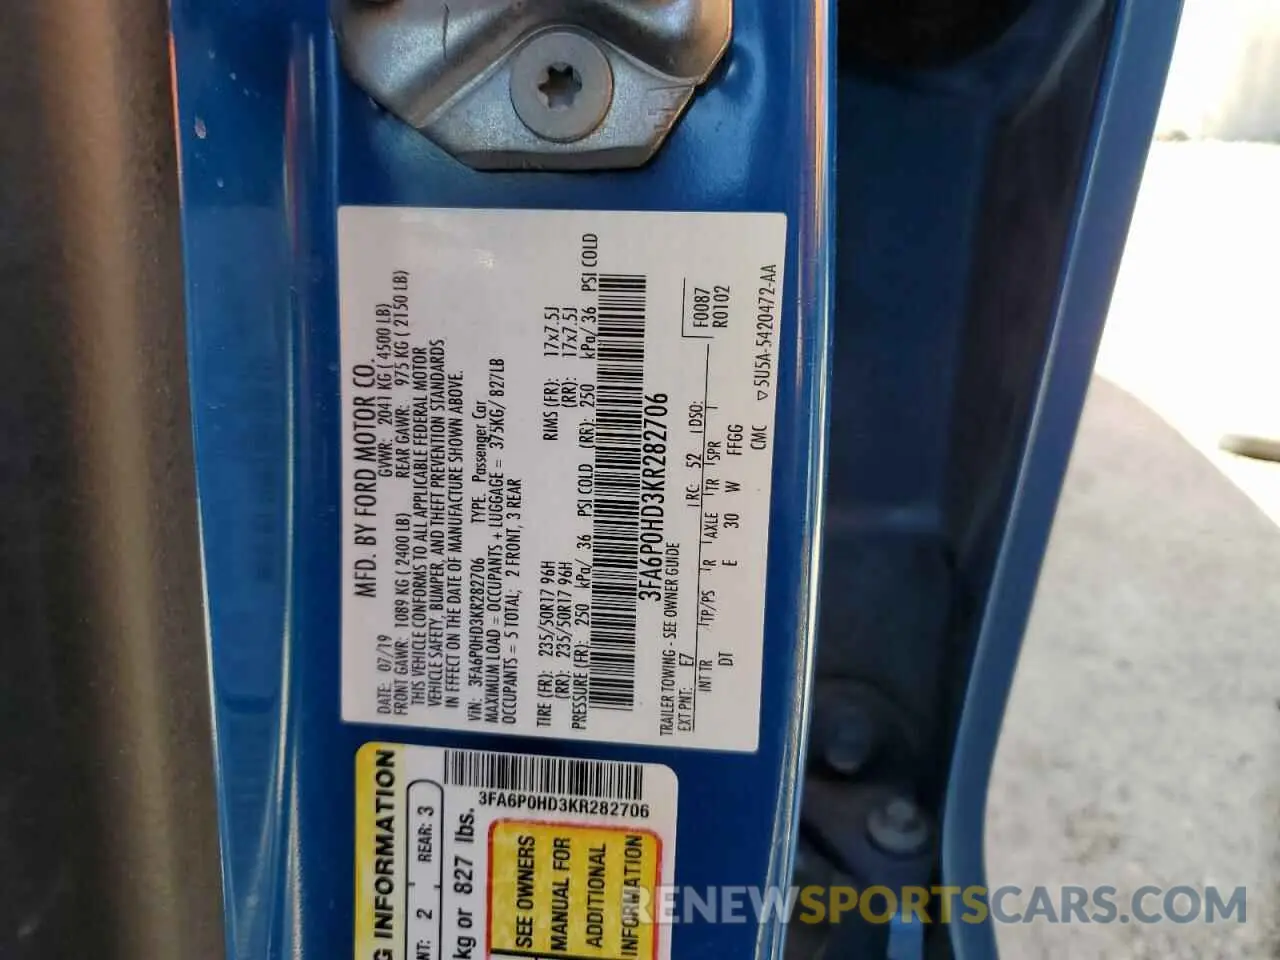 MFD. BY FORD MOTOR CO.
DATE: 07/19 GVWR: 2041 KG ( 4500 LB)
FRONT GAWR: 1089 KG ( 2400 LB) REAR GAWR: 975 KG ( 2150 LB)
THIS VEHICLE CONFORMS TO ALL APPLICABLE FEDERAL MOTOR
VEHICLE SAFETY, BUMPER, AND THEFT PREVENTION STANDARDS
IN EFFECT ON THE DATE OF MANUFACTURE SHOWN ABOVE.
VIN: 3FA6P0HD3KR282706 TYPE: Passenger Car
MAXIMUM LOAD = OCCUPANTS + LUGGAGE = 375KG/ 827LB
OCCUPANTS = 5 TOTAL; 2 FRONT, 3 REAR
TIRE (FR): 235/50R17 96H RIMS (FR): 17x7.5J
(RR): 235/50R17 96H (RR): 17x7.5J
PRESSURE (FR): 250 kPa/ 36 PSI COLD (RR): 250 kPa/ 36 PSI COLD
3FA6P0HD3KR282706
TRAILER TOWING - SEE OWNER GUIDE
EXT PNT: E7 RC: 52 DSO:
F0087
R0102
INT TR TP/PS R AXLE TR SPR
DT E 30 W FFGG
CMC ▽5U5A-5420472-AA
3FA6P0HD3KR282706
G INFORMATION
NT: 2 REAR: 3
kg or 827 lbs.
SEE OWNERS
MANUAL FOR
ADDITIONAL
INFORMATION
RENEWSPORTSCARS.COM